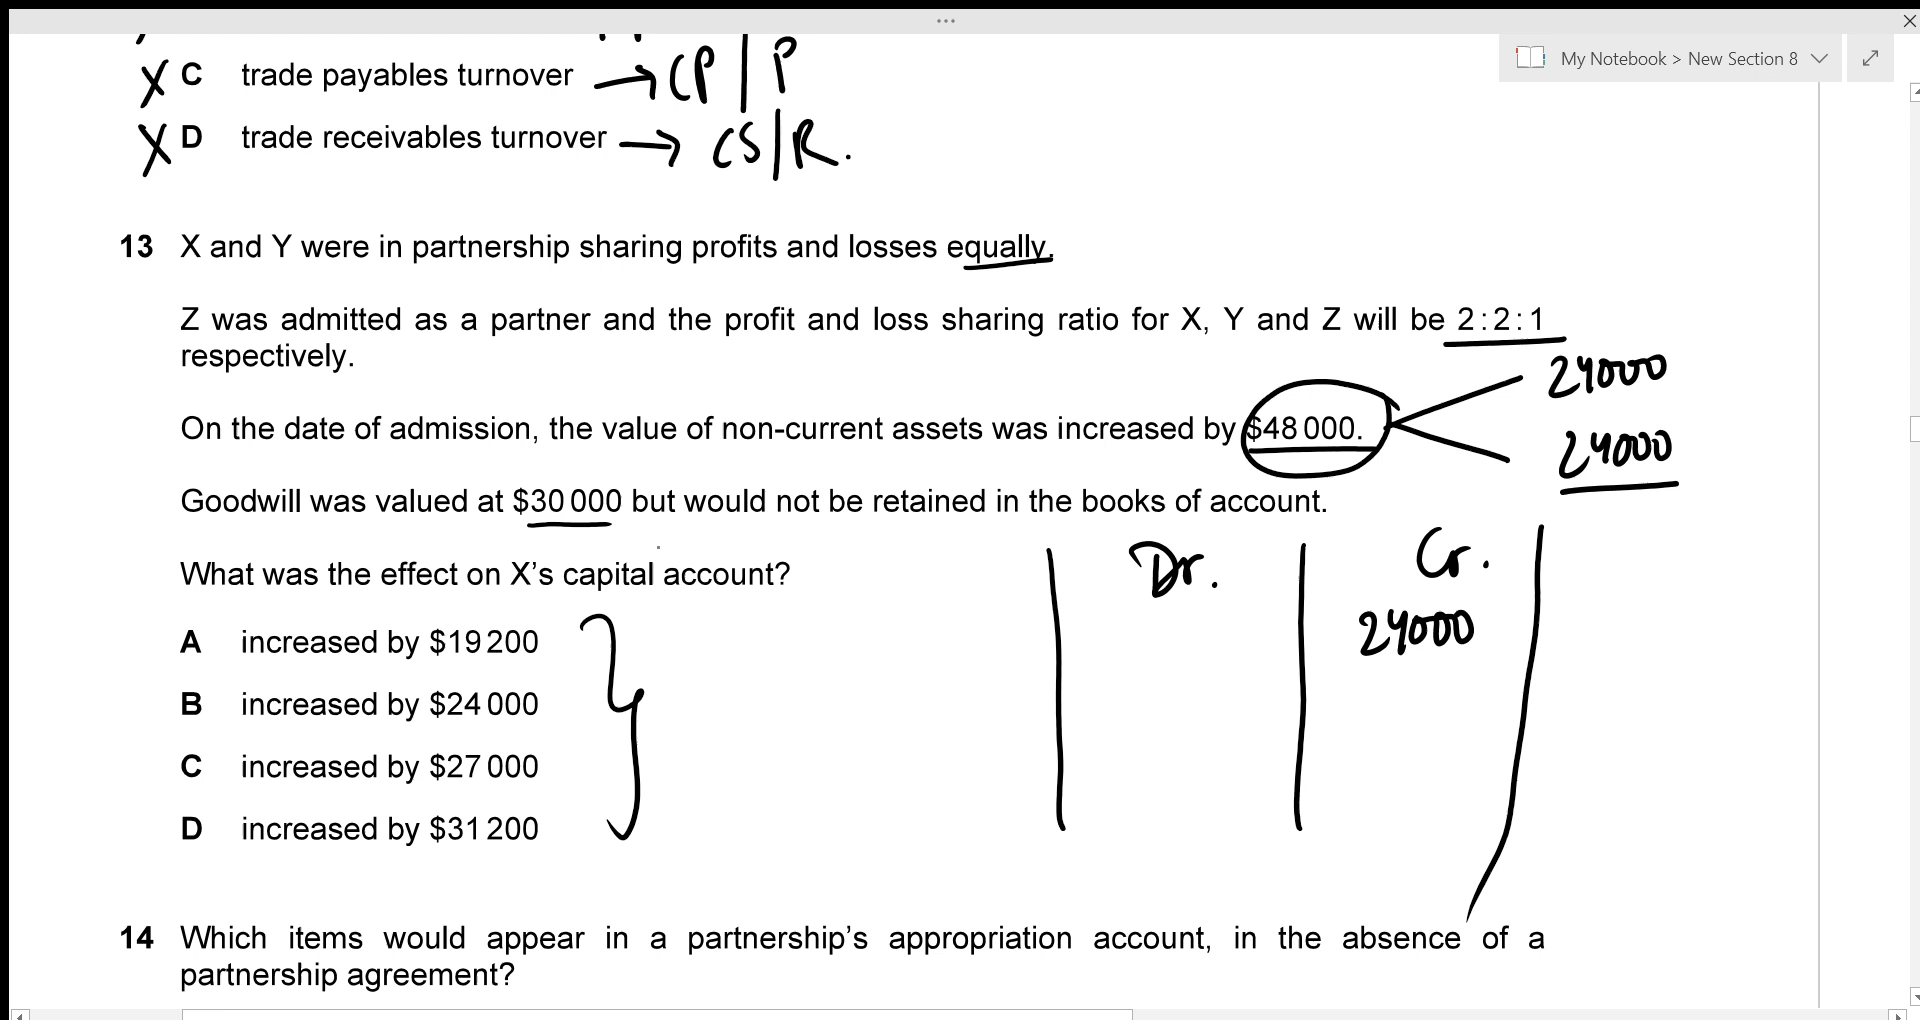 My Notebook > New Section 8
X C trade payables turnover → CP | P
X D trade receivables turnover → CS | R.
13 X and Y were in partnership sharing profits and losses equally.
Z was admitted as a partner and the profit and loss sharing ratio for X, Y and Z will be 2 : 2 : 1
respectively.
24000
On the date of admission, the value of non-current assets was increased by $48 000.
24000
Goodwill was valued at $30 000 but would not be retained in the books of account.
Dr. Cr.
What was the effect on X’s capital account?
24000
A increased by $19 200
B increased by $24 000
C increased by $27 000
D increased by $31 200
14 Which items would appear in a partnership’s appropriation account, in the absence of a
partnership agreement?